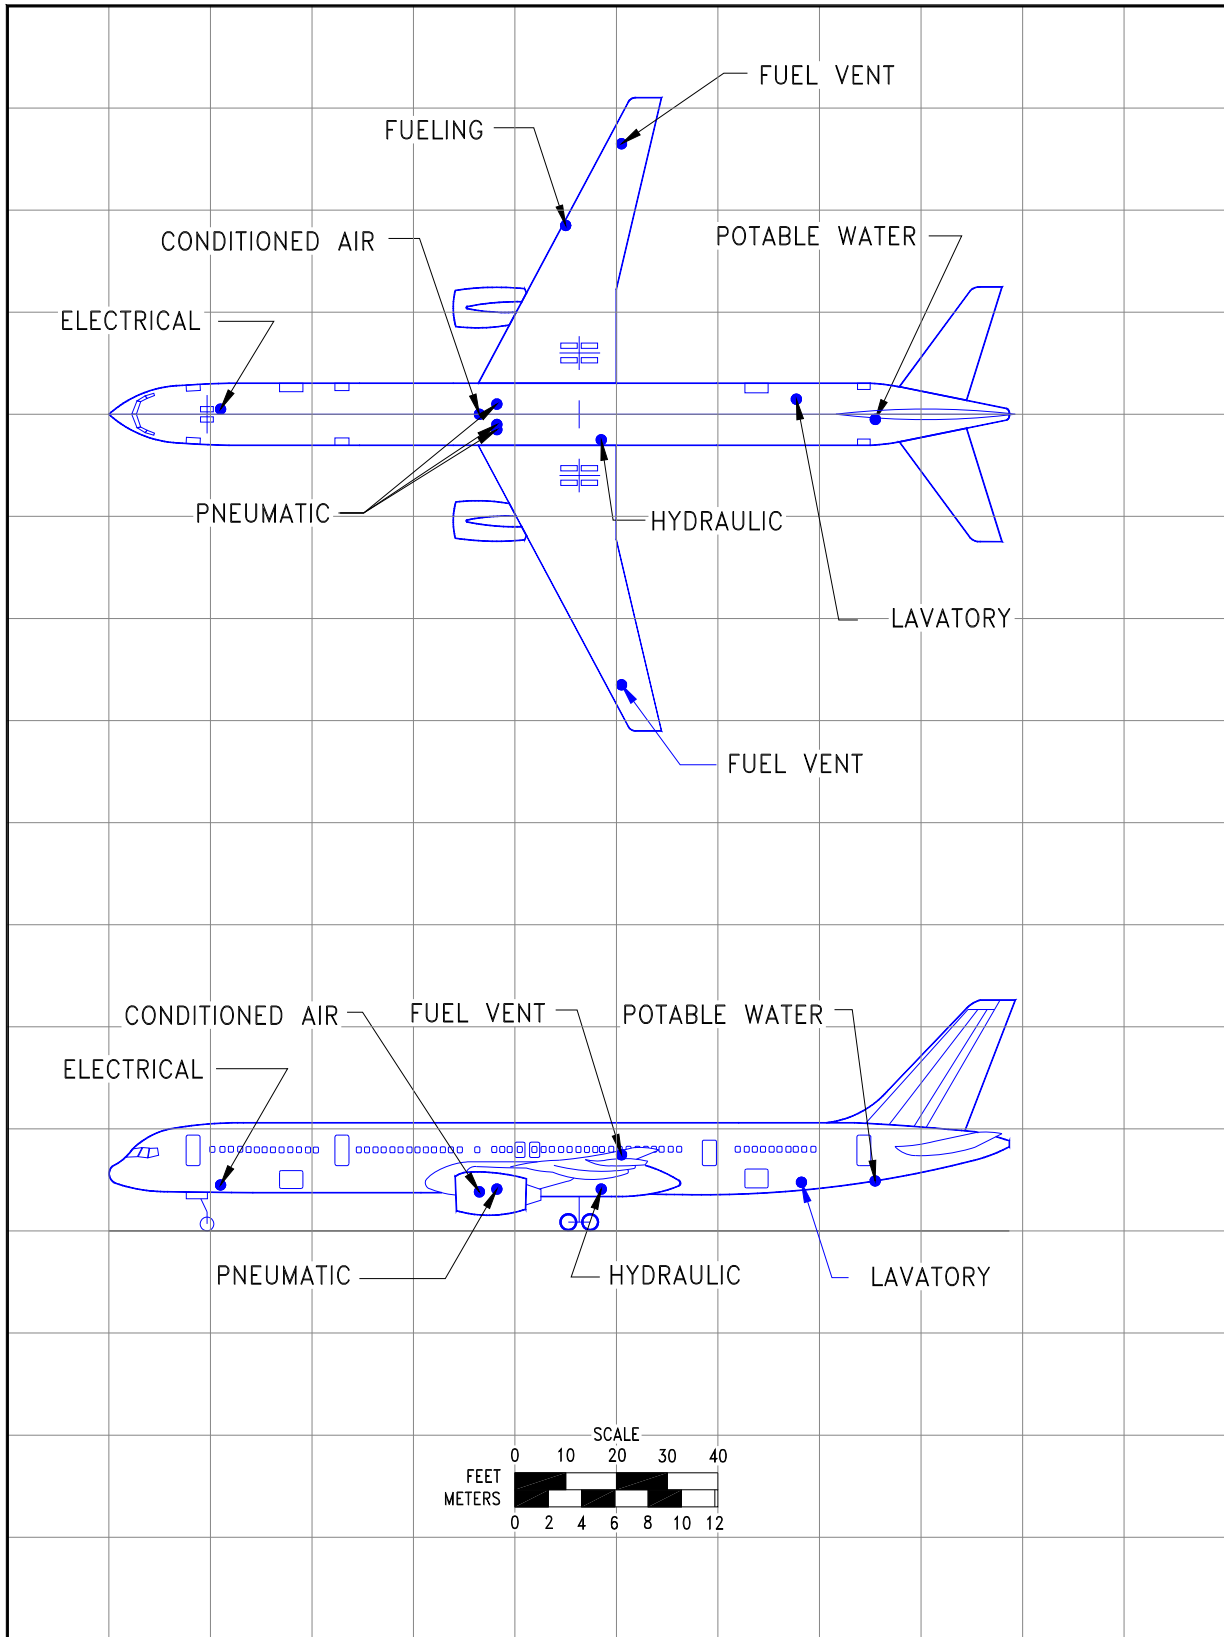 FUEL VENT
FUELING
CONDITIONED AIR
POTABLE WATER
ELECTRICAL
PNEUMATIC
HYDRAULIC
LAVATORY
FUEL VENT
CONDITIONED AIR
FUEL VENT
POTABLE WATER
ELECTRICAL
PNEUMATIC
HYDRAULIC
LAVATORY
SCALE
0 10 20 30 40
FEET
METERS
0 2 4 6 8 10 12